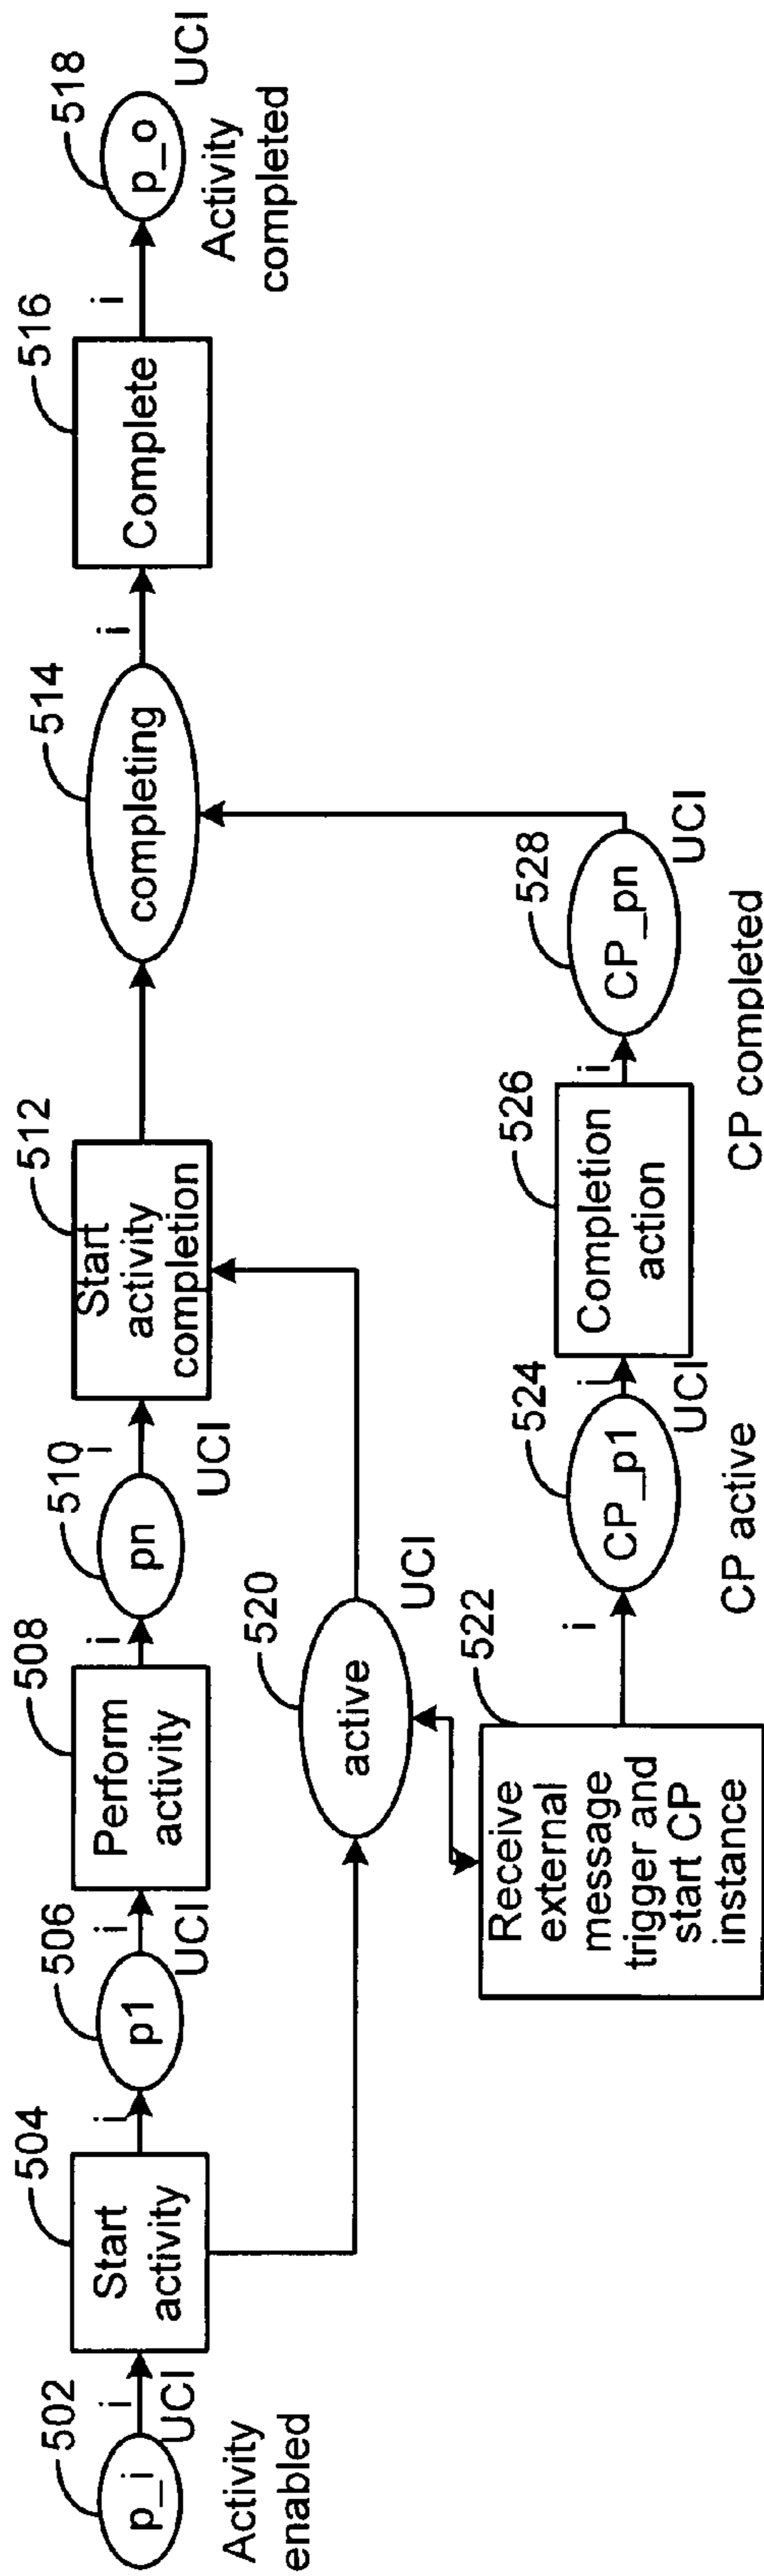 502
p_i
i
UCI
Activity
enabled
504
Start
activity
i
506
p1
i
UCI
508
Perform
activity
i
510
pn
i
UCI
512
Start
activity
completion
514
completing
i
516
Complete
i
518
p_o
UCI
Activity
completed
520
active
UCI
522
Receive
external
message
trigger and
start CP
instance
i
524
CP_p1
i
UCI
CP active
526
Completion
action
i
528
CP_pn
UCI
CP completed